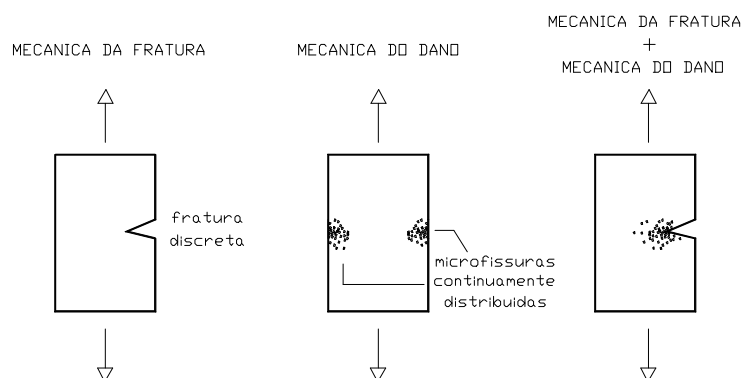 MECANICA DA FRATURA
MECANICA DO DANO
MECANICA DA FRATURA
+
MECANICA DO DANO
fratura
discreta
microfissuras
continuamente
distribuidas